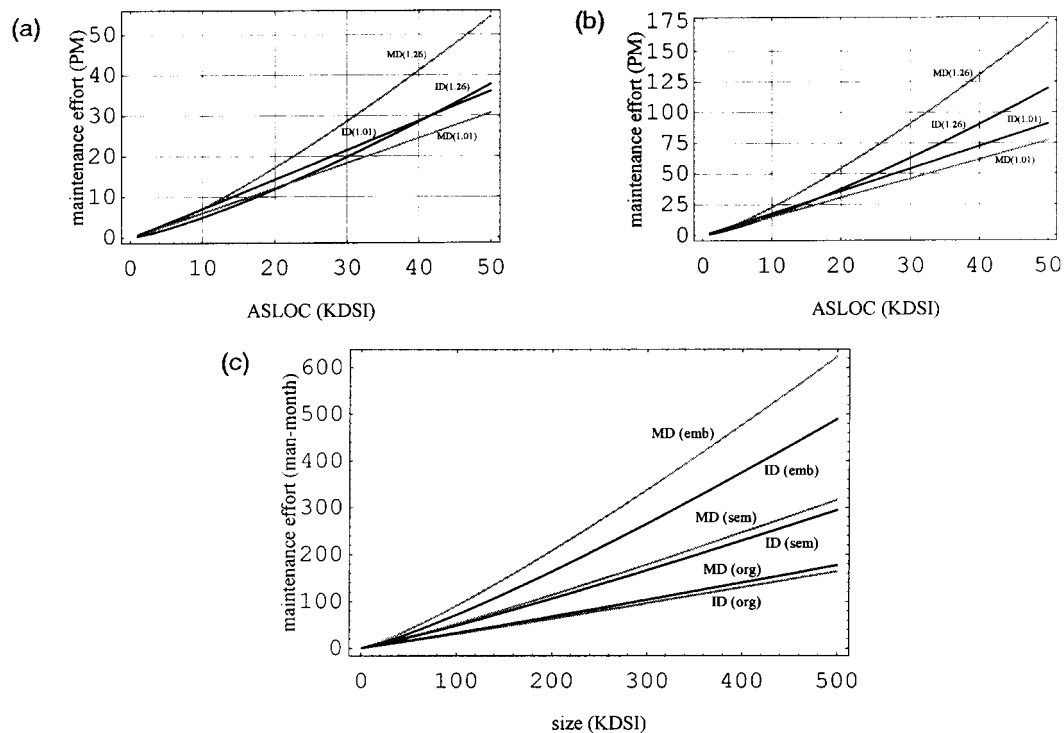 (a)
maintenance effort (PM)
50
40
30
20
10
0
MD(1.26)
ID(1.26)
ID(1.01)
MD(1.01)
0 10 20 30 40 50
ASLOC (KDSI)
(b)
maintenance effort (PM)
175
150
125
100
75
50
25
0
MD(1.26)
ID(1.26)
ID(1.01)
MD(1.01)
0 10 20 30 40 50
ASLOC (KDSI)
(c)
maintenance effort (man-month)
600
500
400
300
200
100
0
MD (emb)
ID (emb)
MD (sem)
ID (sem)
MD (org)
ID (org)
0 100 200 300 400 500
size (KDSI)